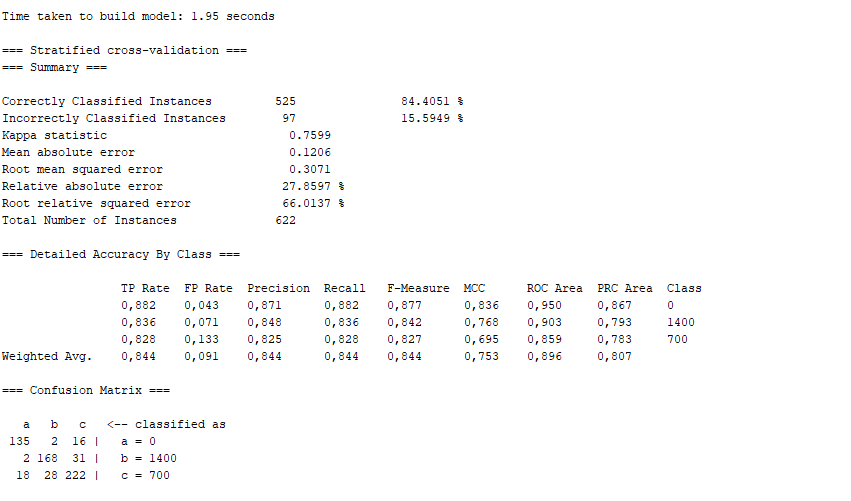 Time taken to build model: 1.95 seconds
=== Stratified cross-validation ===
=== Summary ===
Correctly Classified Instances 525 84.4051 %
Incorrectly Classified Instances 97 15.5949 %
Kappa statistic 0.7599
Mean absolute error 0.1206
Root mean squared error 0.3071
Relative absolute error 27.8597 %
Root relative squared error 66.0137 %
Total Number of Instances 622
=== Detailed Accuracy By Class ===
TP Rate FP Rate Precision Recall F-Measure MCC ROC Area PRC Area Class
0,882 0,043 0,871 0,882 0,877 0,836 0,950 0,867 0
0,836 0,071 0,848 0,836 0,842 0,768 0,903 0,793 1400
0,828 0,133 0,825 0,828 0,827 0,695 0,859 0,783 700
Weighted Avg. 0,844 0,091 0,844 0,844 0,844 0,753 0,896 0,807
=== Confusion Matrix ===
a b c <-- classified as
135 2 16 | a = 0
2 168 31 | b = 1400
18 28 222 | c = 700